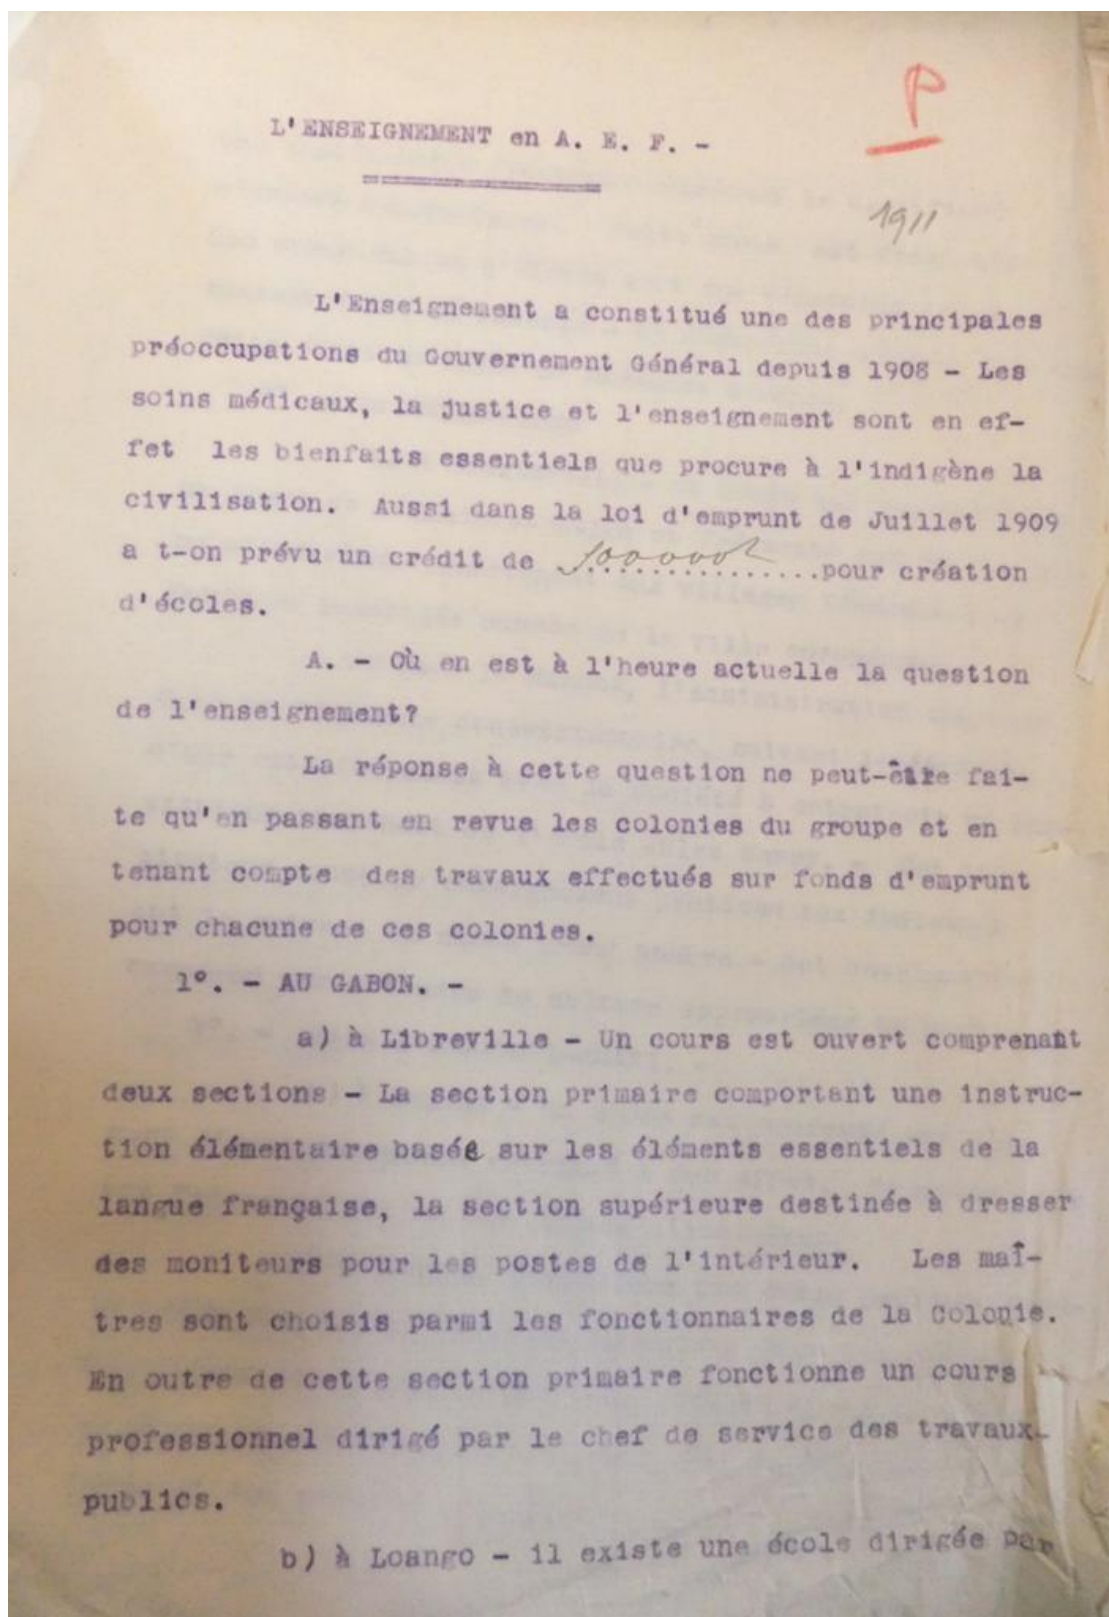 P
L'ENSEIGNEMENT en A. E. F. -
1911
L'Enseignement a constitué une des principales
préoccupations du Gouvernement Général depuis 1908 - Les
soins médicaux, la justice et l'enseignement sont en ef-
fet les bienfaits essentiels que procure à l'indigène la
civilisation. Aussi dans la loi d'emprunt de Juillet 1909
a t-on prévu un crédit de ................pour création
d'écoles.
A. - Où en est à l'heure actuelle la question
de l'enseignement?
La réponse à cette question ne peut-être fai-
te qu'en passant en revue les colonies du groupe et en
tenant compte des travaux effectués sur fonds d'emprunt
pour chacune de ces colonies.
1°. - AU GABON. -
a) à Libreville - Un cours est ouvert comprenant
deux sections - La section primaire comportant une instruc-
tion élémentaire basée sur les éléments essentiels de la
langue française, la section supérieure destinée à dresser
des moniteurs pour les postes de l'intérieur. Les maî-
tres sont choisis parmi les fonctionnaires de la Colonie.
En outre de cette section primaire fonctionne un cours
professionnel dirigé par le chef de service des travaux-
publics.
b) à Loango - il existe une école dirigée par